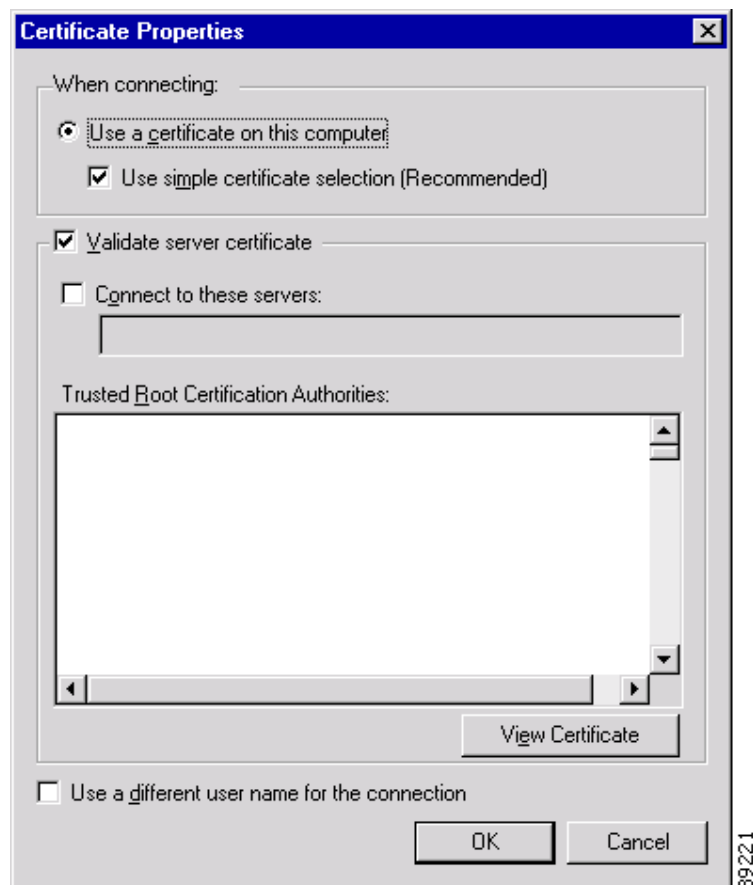 Certificate Properties
When connecting:
Use a certificate on this computer
Use simple certificate selection (Recommended)
Validate server certificate
Connect to these servers:
Trusted Root Certification Authorities:
View Certificate
Use a different user name for the connection
OK
Cancel